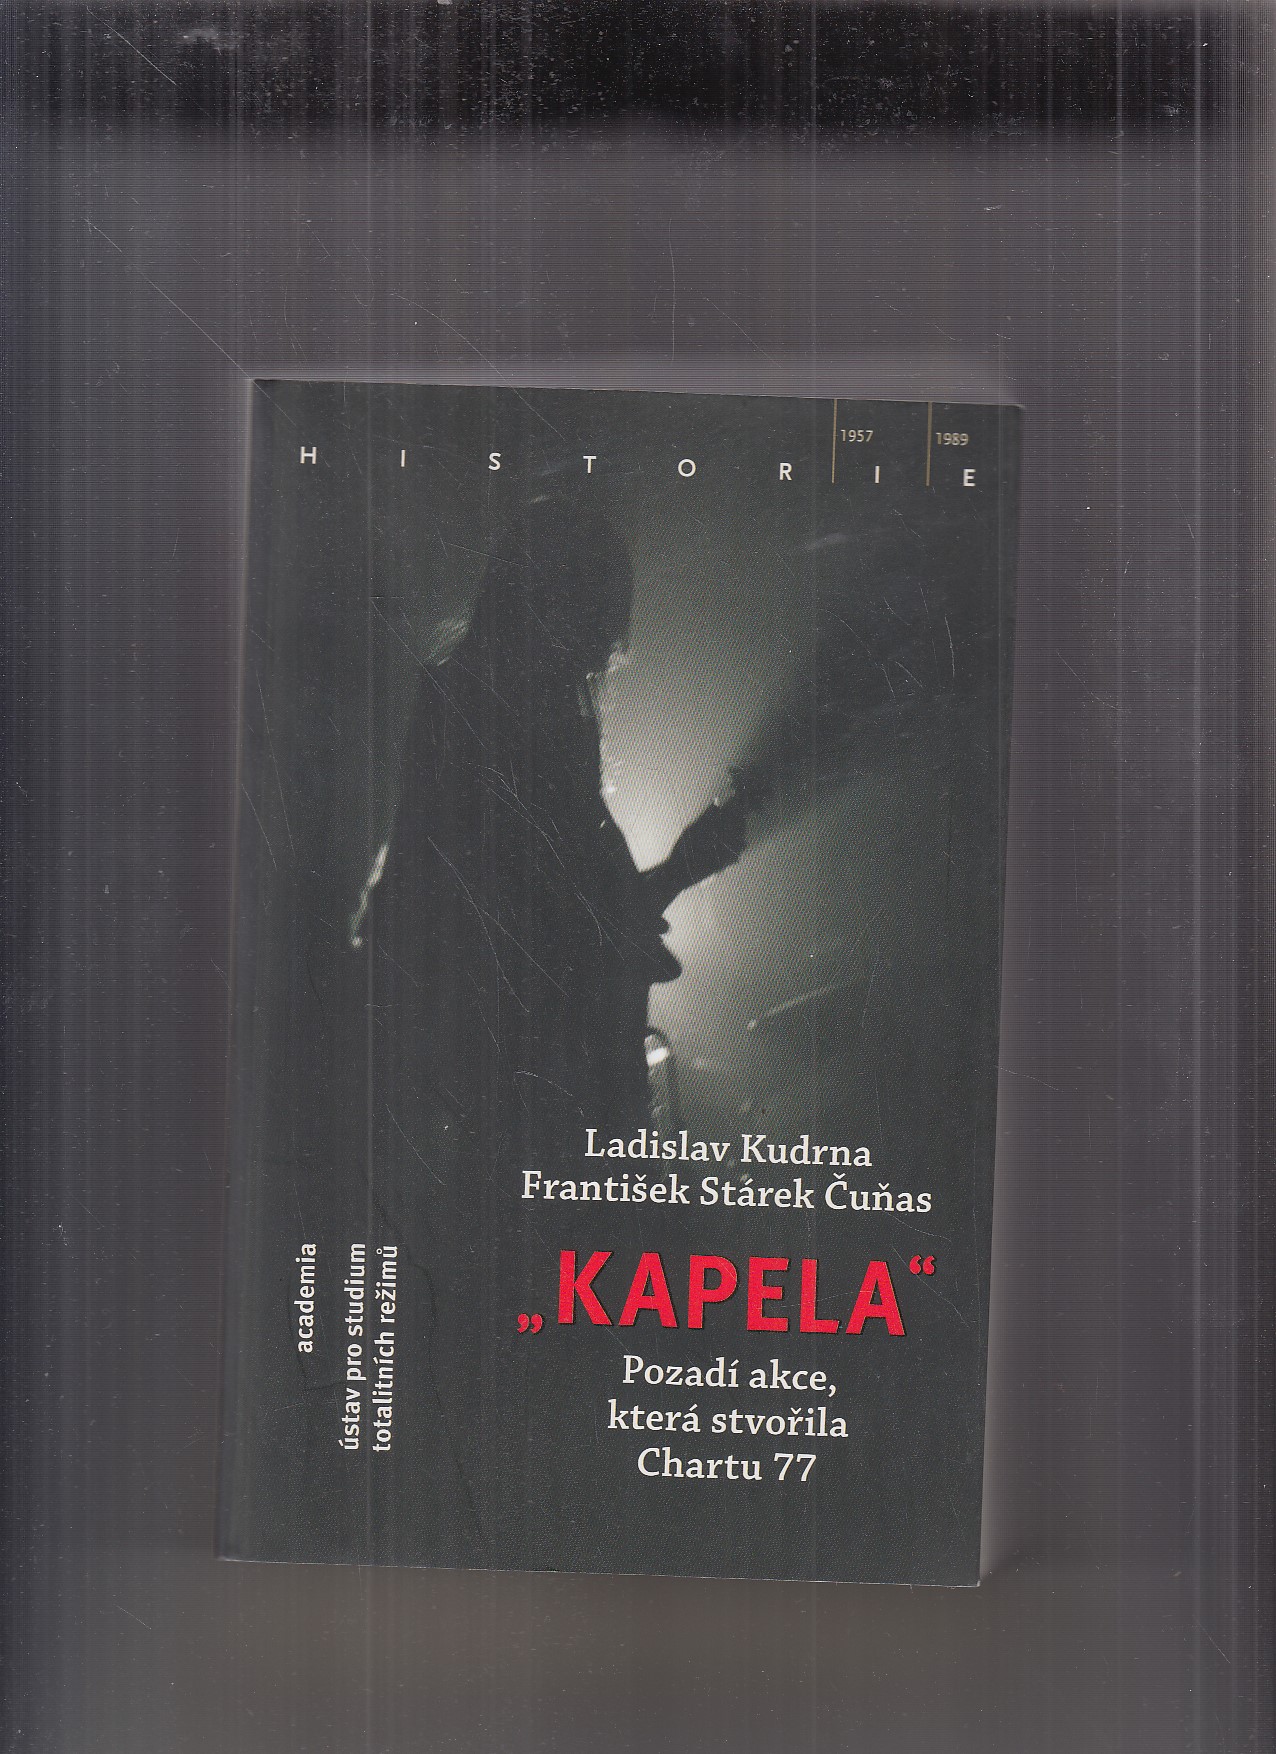 1957 1989
H I S T O R I E
Ladislav Kudrna
František Stárek Čuňas
„KAPELA“
Pozadí akce,
která stvořila
Chartu 77
academia
ústav pro studium
totalitních režimů